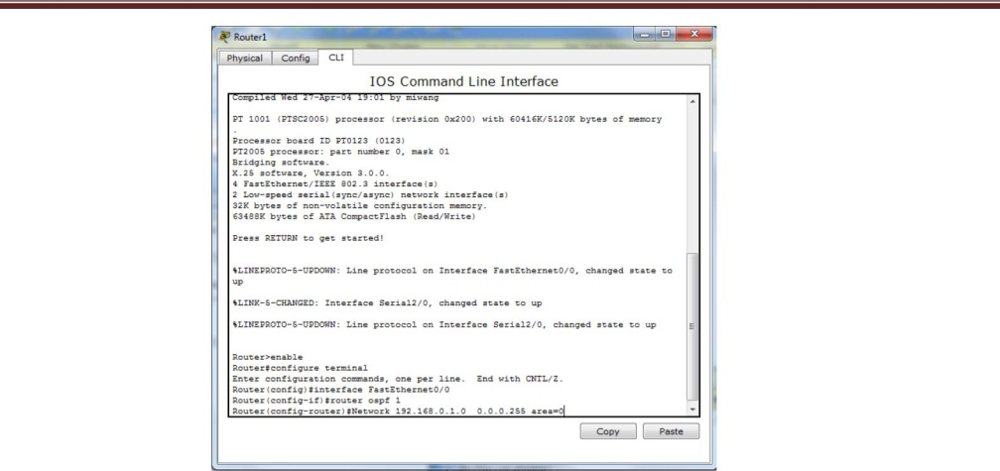 Router1
Physical Config CLI
IOS Command Line Interface
Compiled Wed 27-Apr-04 19:01 by miwang
PT 1001 (PTSC2005) processor (revision 0x200) with 60416K/5120K bytes of memory
.
Processor board ID PT0123 (0123)
PT2005 processor: part number 0, mask 01
Bridging software.
X.25 software, Version 3.0.0.
4 FastEthernet/IEEE 802.3 interface(s)
2 Low-speed serial(sync/async) network interface(s)
32K bytes of non-volatile configuration memory.
63488K bytes of ATA CompactFlash (Read/Write)
Press RETURN to get started!
%LINEPROTO-5-UPDOWN: Line protocol on Interface FastEthernet0/0, changed state to
up
%LINK-5-CHANGED: Interface Serial2/0, changed state to up
%LINEPROTO-5-UPDOWN: Line protocol on Interface Serial2/0, changed state to up
Router>enable
Router#configure terminal
Enter configuration commands, one per line.  End with CNTL/Z.
Router(config)#interface FastEthernet0/0
Router(config-if)#router ospf 1
Router(config-router)#Network 192.168.0.1.0  0.0.0.255 area=0
Copy Paste